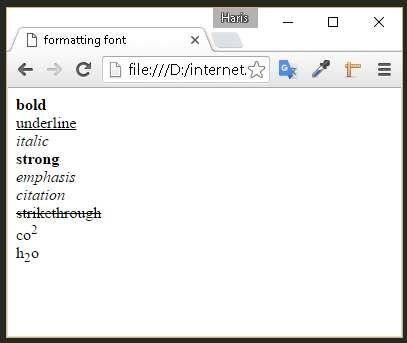 Haris
formatting font
file:///D:/internet.
bold
underline
italic
strong
emphasis
citation
strikethrough
co2
h2o